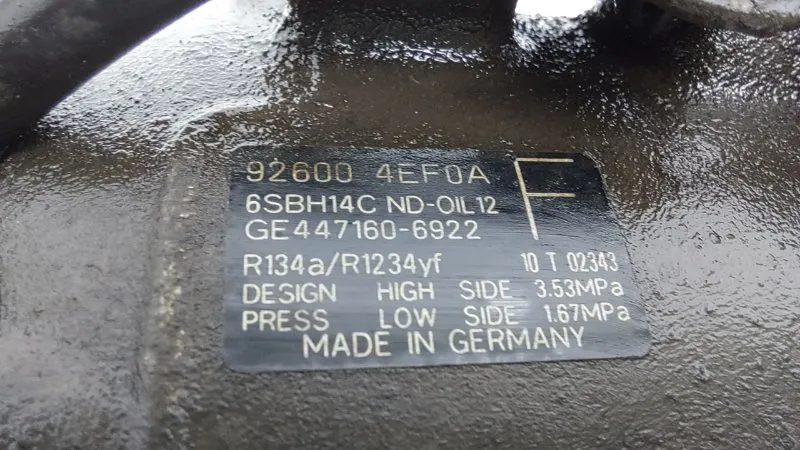 92600 4EF0A F
6SBH14C ND-OIL12
GE447160-6922
R134a/R1234yf 10 T 02343
DESIGN HIGH SIDE 3.53MPa
PRESS LOW SIDE 1.67MPa
MADE IN GERMANY